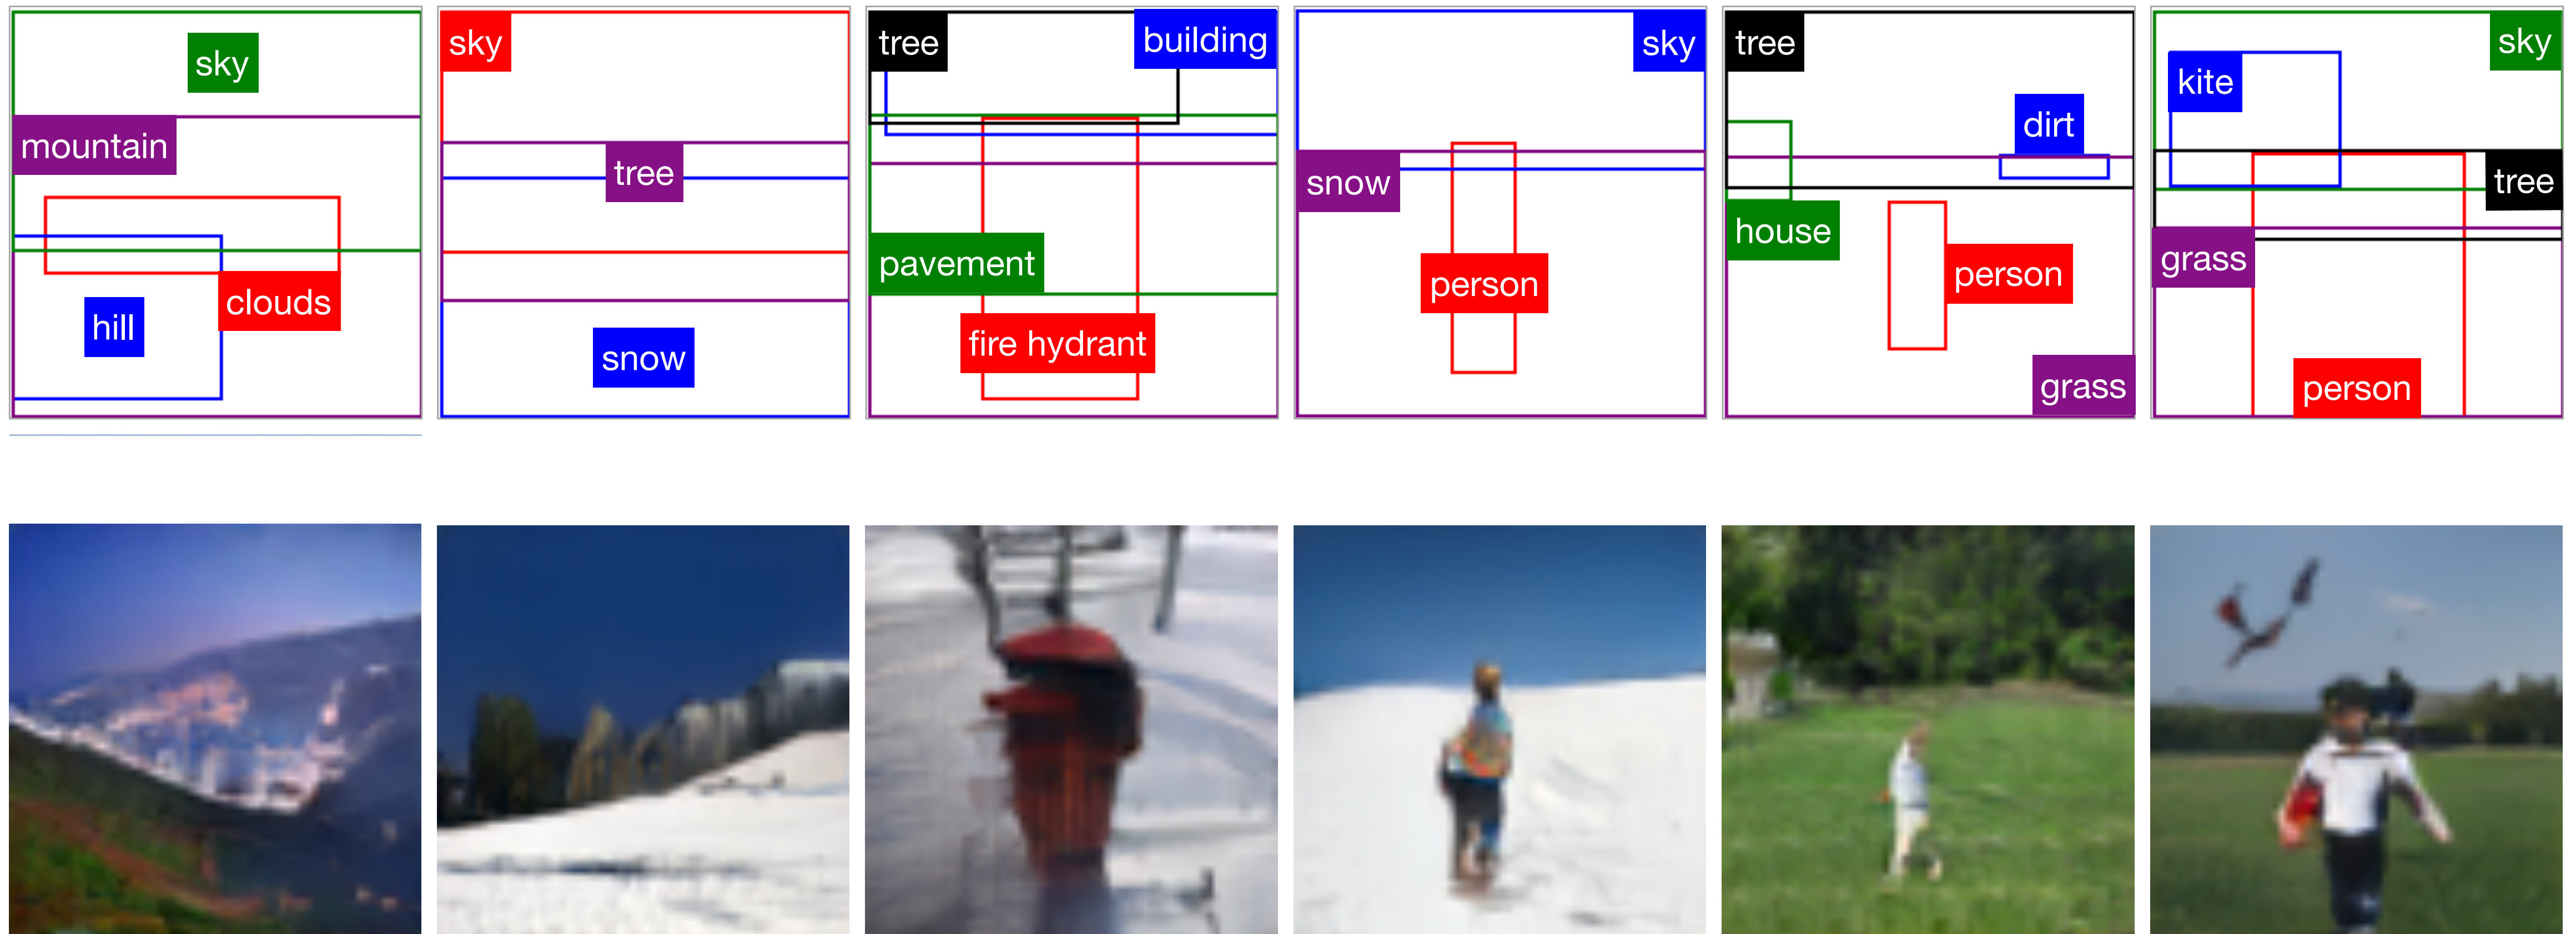 sky
mountain
clouds
hill
sky
tree
snow
tree
building
pavement
fire hydrant
sky
snow
person
tree
dirt
house
person
grass
sky
kite
tree
grass
person